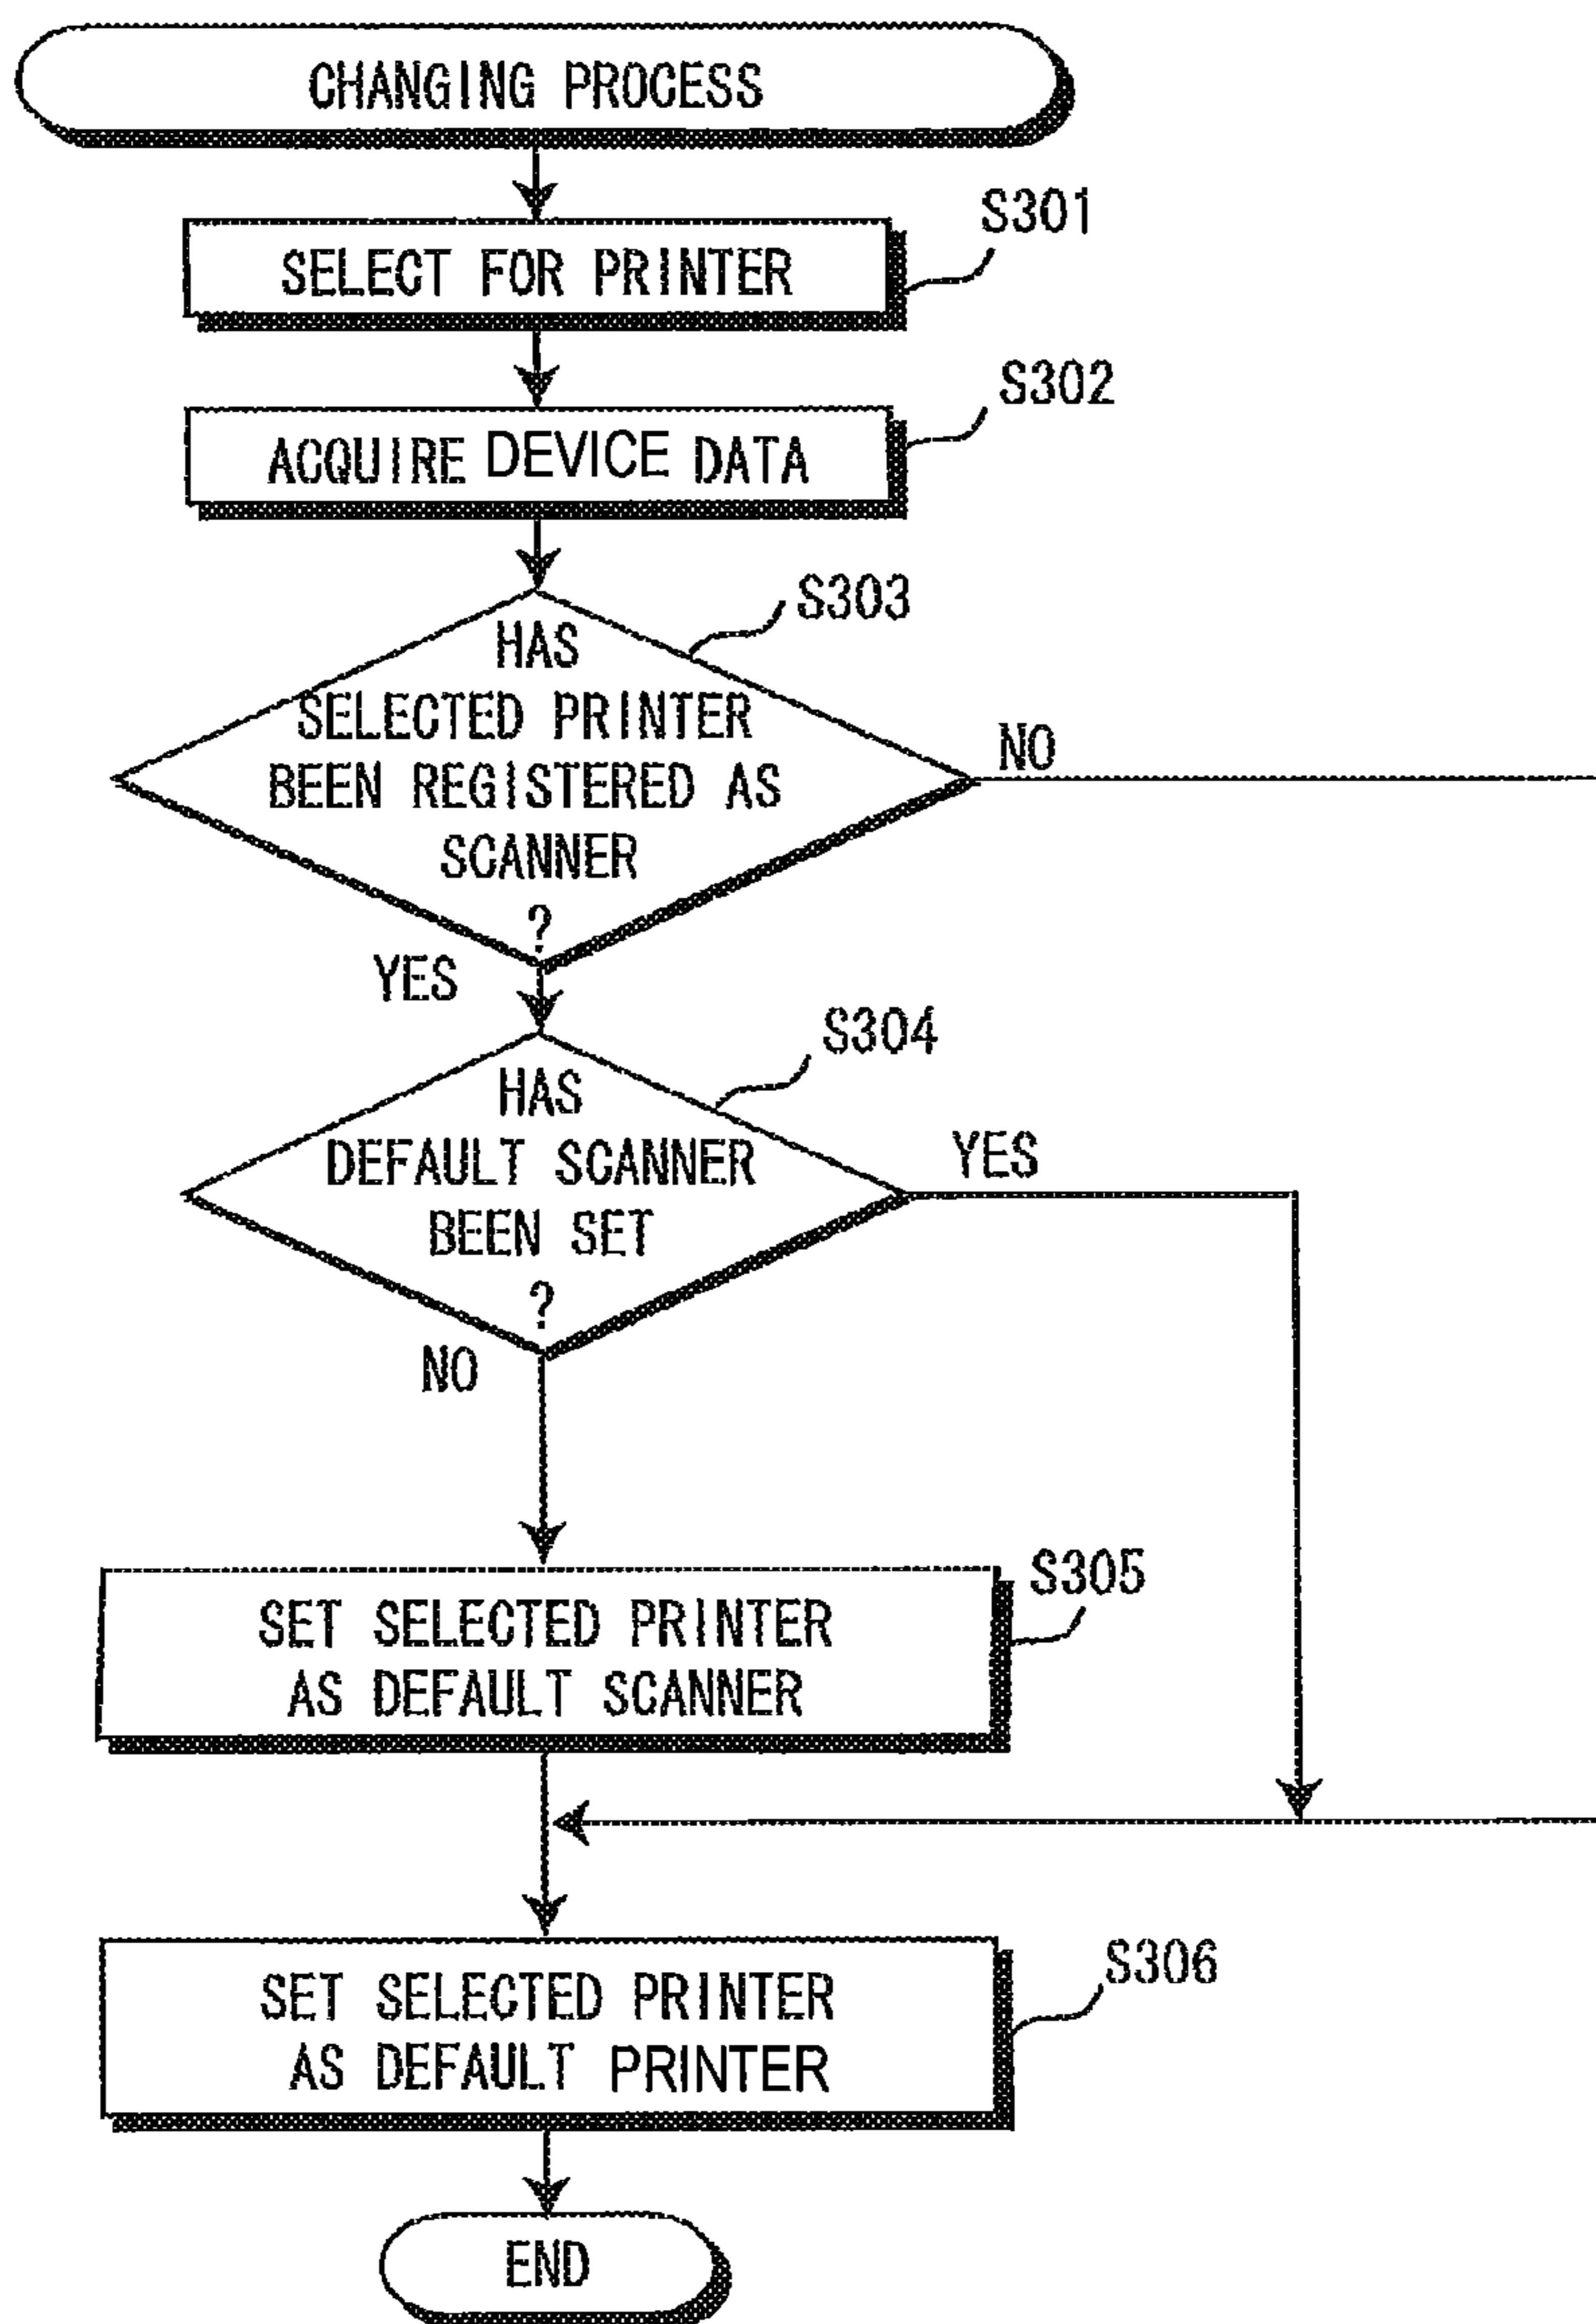 CHANGING PROCESS
S301
SELECT FOR PRINTER
S302
ACQUIRE DEVICE DATA
S303
HAS
SELECTED PRINTER
BEEN REGISTERED AS
SCANNER
?
NO
YES
S304
HAS
DEFAULT SCANNER
BEEN SET
?
YES
NO
S305
SET SELECTED PRINTER
AS DEFAULT SCANNER
S306
SET SELECTED PRINTER
AS DEFAULT PRINTER
END